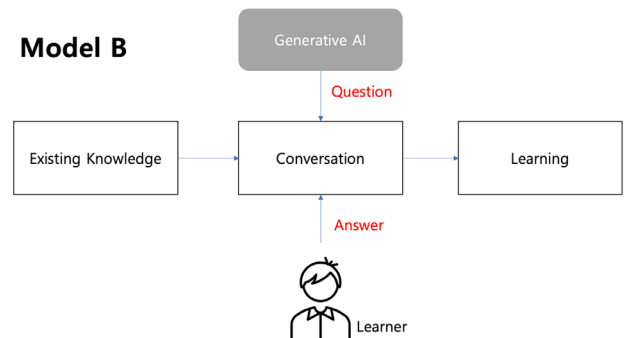 Model B
Generative AI
Question
Existing Knowledge
Conversation
Learning
Answer
Learner